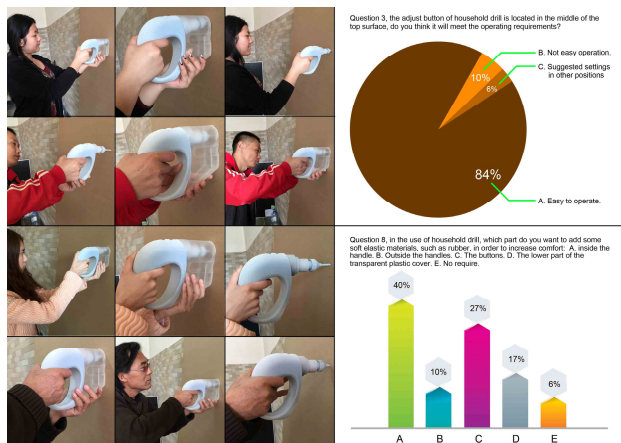 Question 3, the adjust button of household drill is located in the middle of the
top surface, do you think it will meet the operating requirements?
B. Not easy operation.
C. Suggested settings
in other positions
10%
6%
84%
A. Easy to operate.
Question 8, in the use of household drill, which part do you want to add some
soft elastic materials, such as rubber, in order to increase comfort: A. inside the
handle. B. Outside the handles. C. The buttons. D. The lower part of the
transparent plastic cover. E. No require.
40%
10%
27%
17%
6%
A B C D E